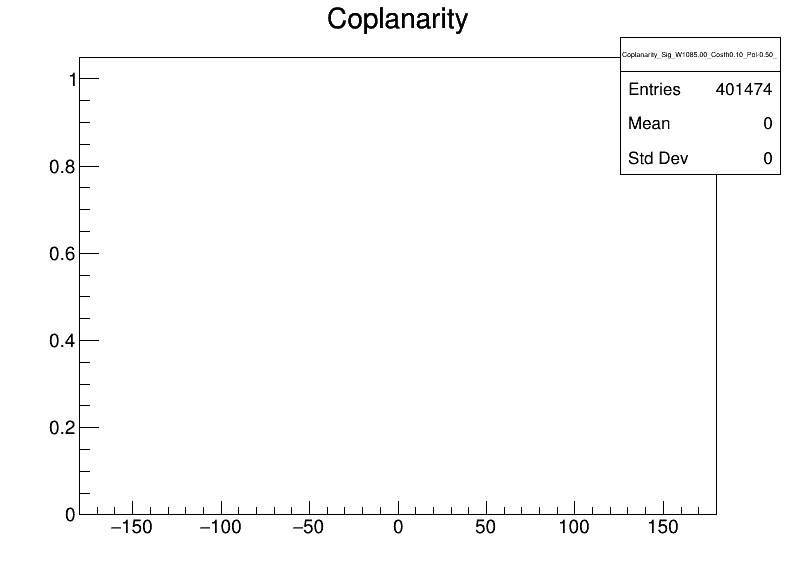 Coplanarity
Coplanarity_Sig_W1085.00_Costh0.10_Pol-0.50_
Entries 401474
Mean 0
Std Dev 0
1
0.8
0.6
0.4
0.2
0
−150 −100 −50 0 50 100 150